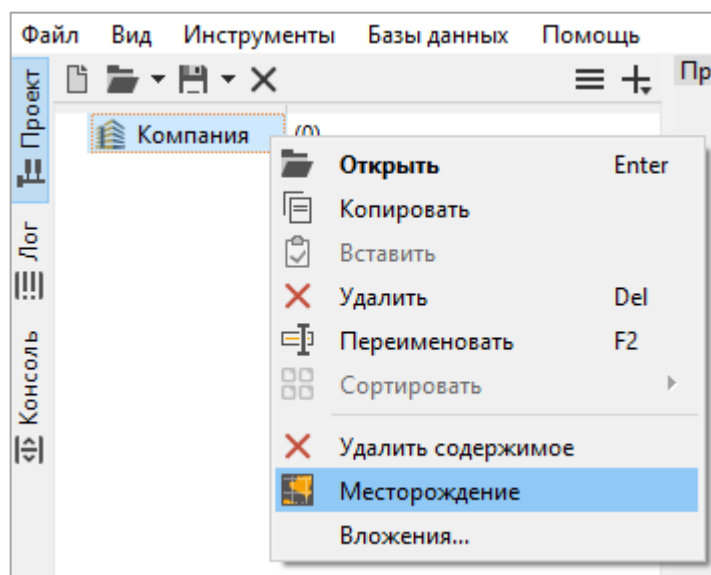 Файл Вид Инструменты Базы данных Помощь
Пр
Проект
Лог
Консоль
Компания (0)
Открыть Enter
Копировать
Вставить
Удалить Del
Переименовать F2
Сортировать
Удалить содержимое
Месторождение
Вложения...